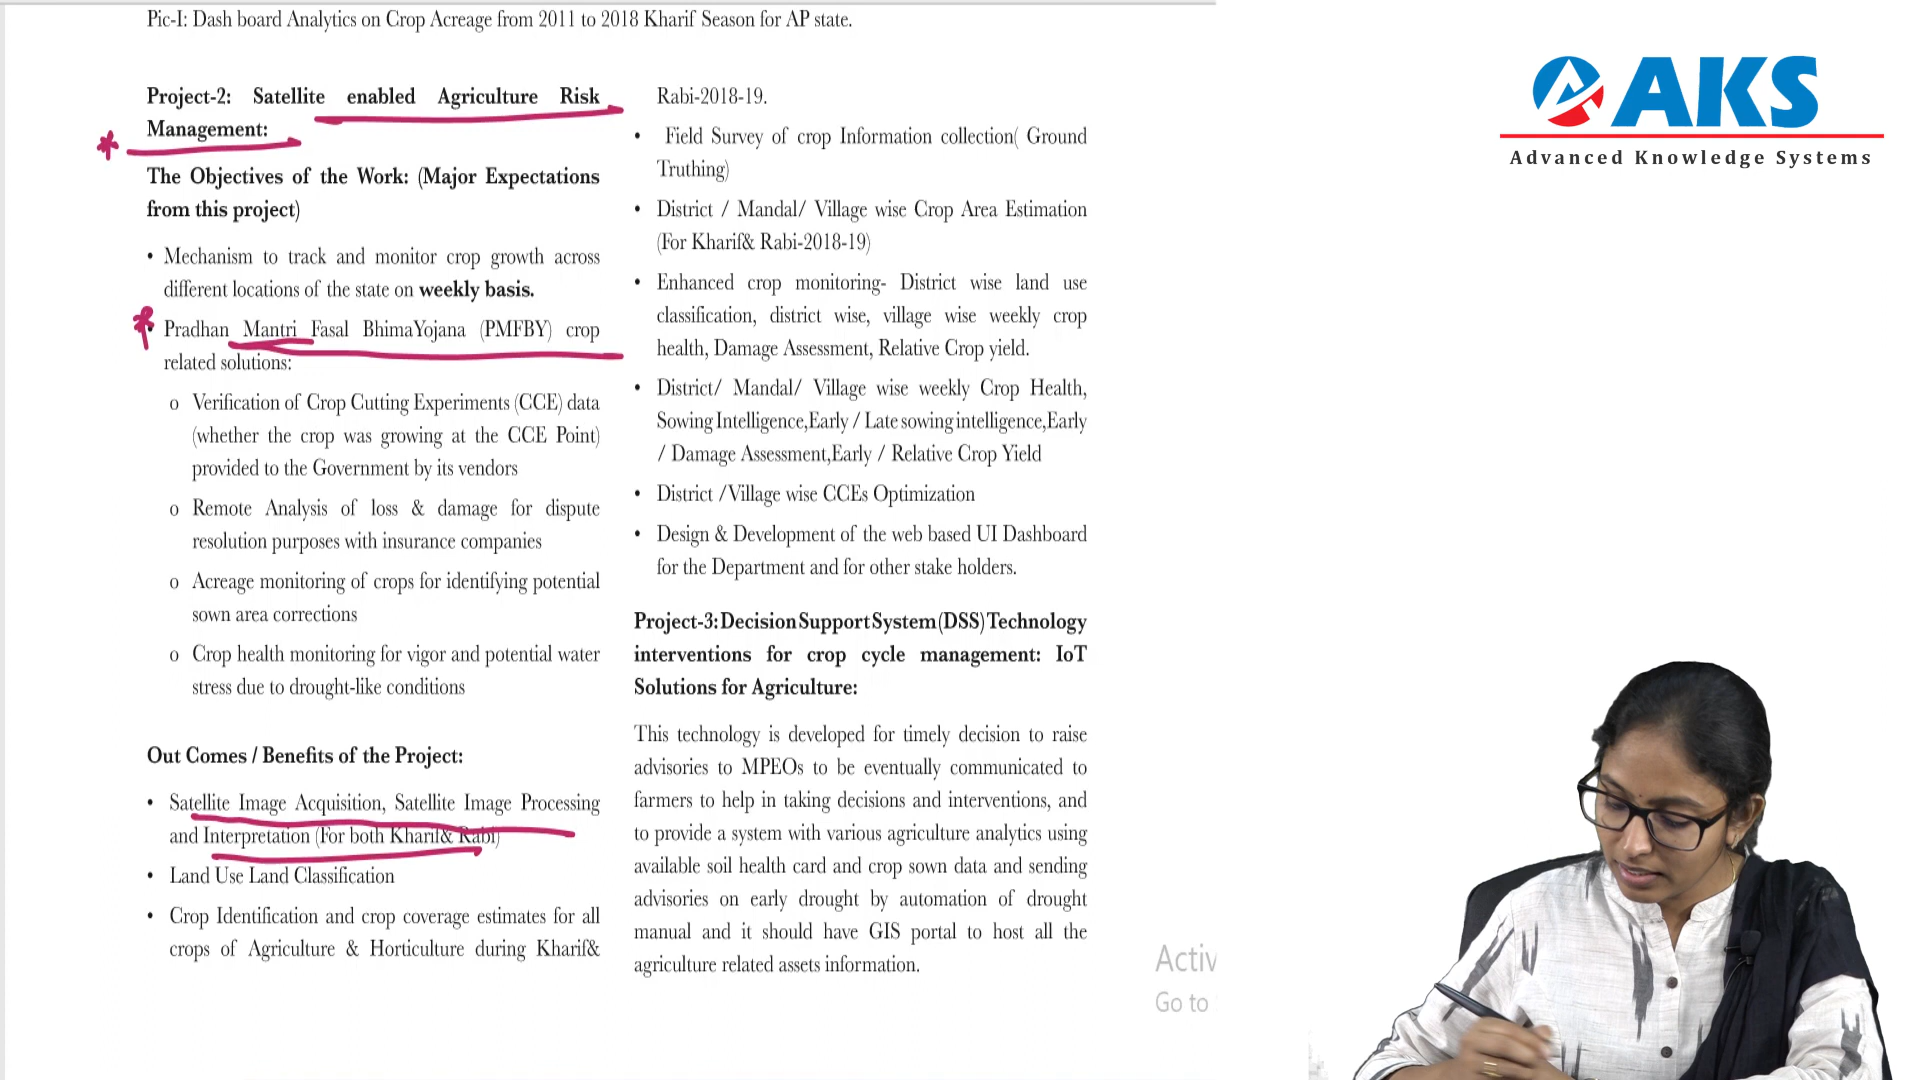 Pic-I: Dash board Analytics on Crop Acreage from 2011 to 2018 Kharif Season for AP state.
Project-2: Satellite enabled Agriculture Risk
Management:
The Objectives of the Work: (Major Expectations
from this project)
• Mechanism to track and monitor crop growth across
different locations of the state on weekly basis.
• Pradhan Mantri Fasal BhimaYojana (PMFBY) crop
related solutions:
o Verification of Crop Cutting Experiments (CCE) data
(whether the crop was growing at the CCE Point)
provided to the Government by its vendors
o Remote Analysis of loss & damage for dispute
resolution purposes with insurance companies
o Acreage monitoring of crops for identifying potential
sown area corrections
o Crop health monitoring for vigor and potential water
stress due to drought-like conditions
Out Comes / Benefits of the Project:
• Satellite Image Acquisition, Satellite Image Processing
and Interpretation (For both Kharif& Rabi)
• Land Use Land Classification
• Crop Identification and crop coverage estimates for all
crops of Agriculture & Horticulture during Kharif&
Rabi-2018-19.
• Field Survey of crop Information collection( Ground
Truthing)
• District / Mandal/ Village wise Crop Area Estimation
(For Kharif& Rabi-2018-19)
• Enhanced crop monitoring- District wise land use
classification, district wise, village wise weekly crop
health, Damage Assessment, Relative Crop yield.
• District/ Mandal/ Village wise weekly Crop Health,
Sowing Intelligence,Early / Late sowing intelligence,Early
/ Damage Assessment,Early / Relative Crop Yield
• District /Village wise CCEs Optimization
• Design & Development of the web based UI Dashboard
for the Department and for other stake holders.
Project-3: Decision Support System (DSS) Technology
interventions for crop cycle management: IoT
Solutions for Agriculture:
This technology is developed for timely decision to raise
advisories to MPEOs to be eventually communicated to
farmers to help in taking decisions and interventions, and
to provide a system with various agriculture analytics using
available soil health card and crop sown data and sending
advisories on early drought by automation of drought
manual and it should have GIS portal to host all the
agriculture related assets information.
AKS
Advanced Knowledge Systems
Activ
Go to